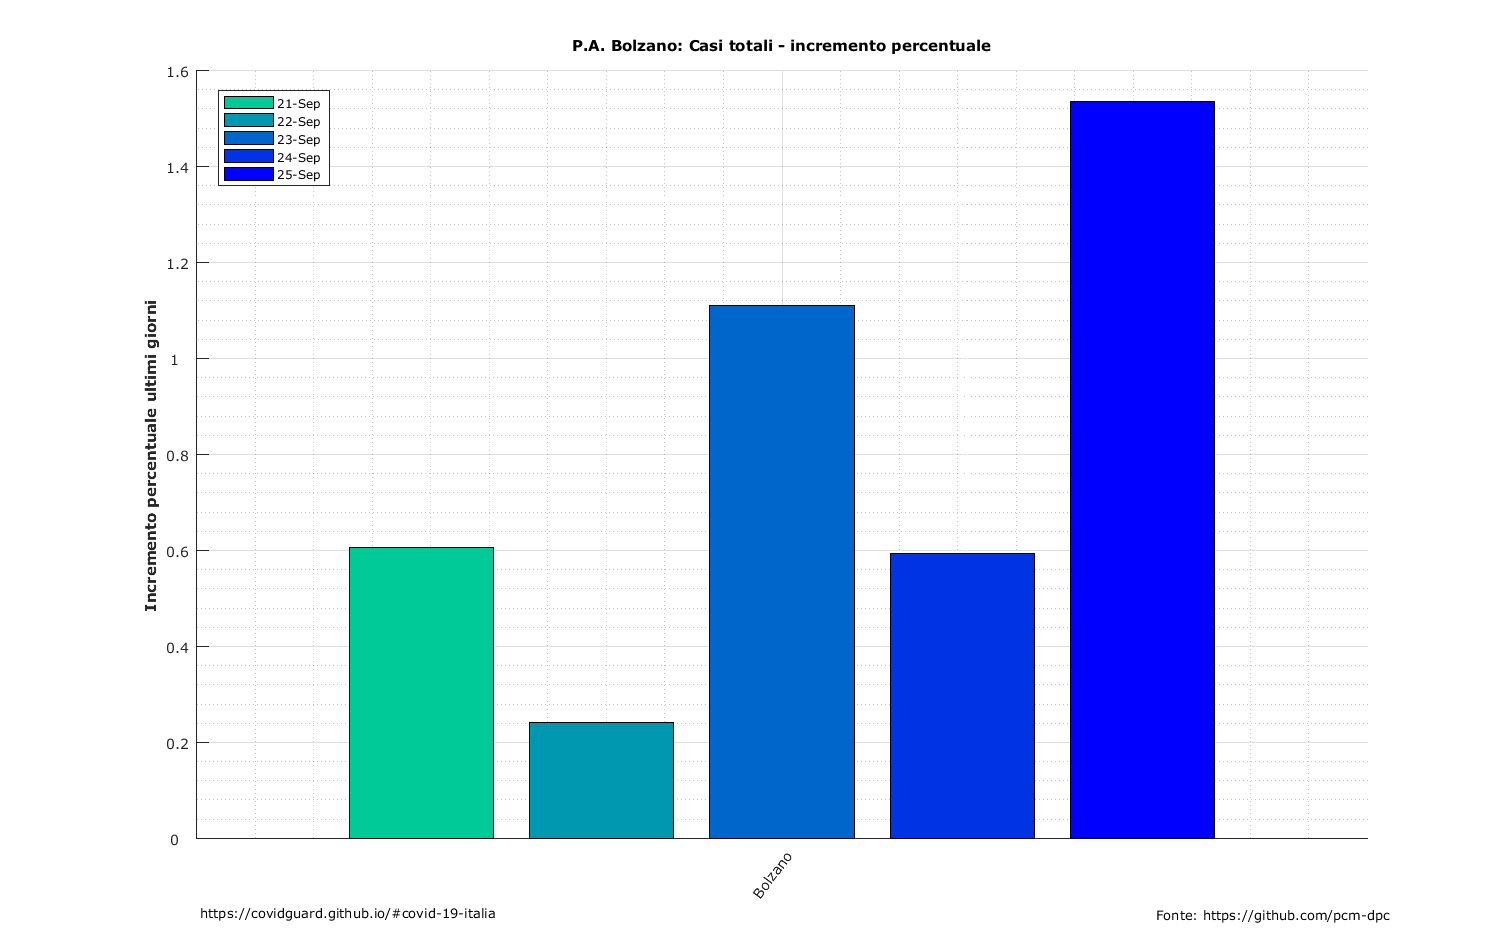 P.A. Bolzano: Casi totali - incremento percentuale
1.6
1.4
1.2
1
0.8
0.6
0.4
0.2
0
Incremento percentuale ultimi giorni
21-Sep
22-Sep
23-Sep
24-Sep
25-Sep
Bolzano
https://covidguard.github.io/#covid-19-italia
Fonte: https://github.com/pcm-dpc